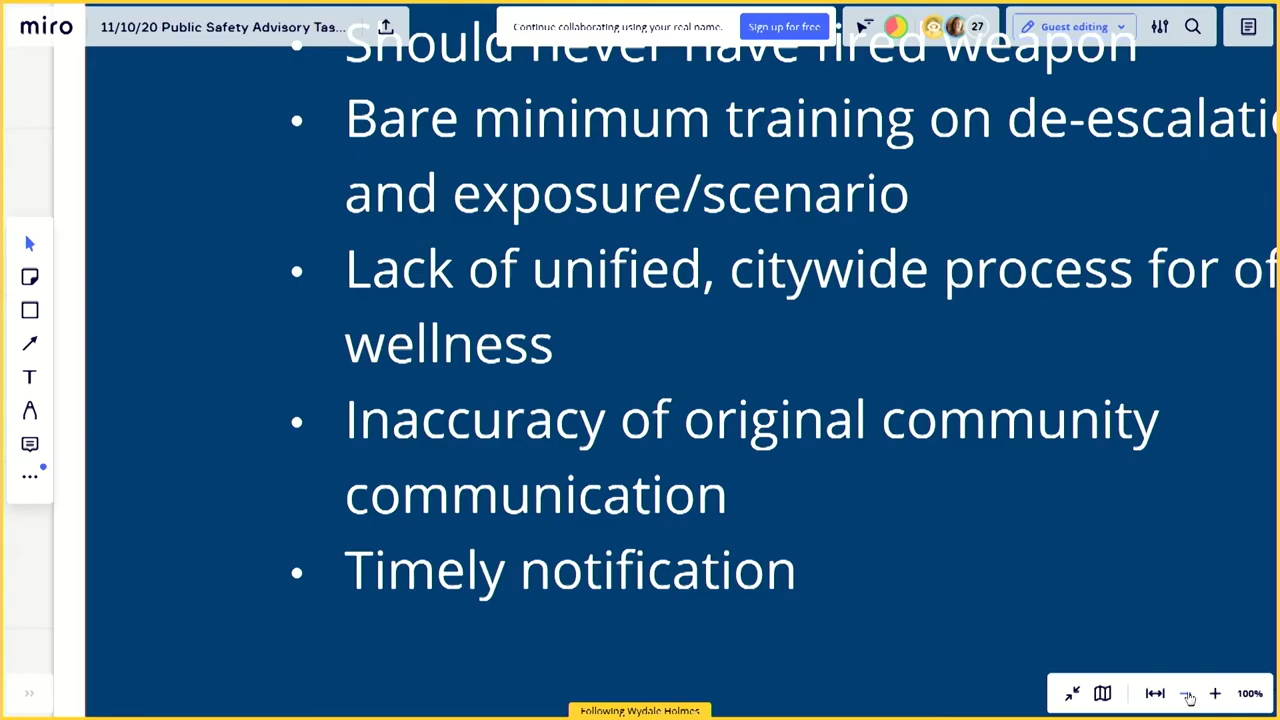 miro
11/10/20 Public Safety Advisory Tas...
Continue collaborating using your real name.
Sign up for free
27
Guest editing
• Should never have fired weapon
• Bare minimum training on de-escalati
and exposure/scenario
• Lack of unified, citywide process for of
wellness
• Inaccuracy of original community
communication
• Timely notification
100%
Following Wydale Holmes